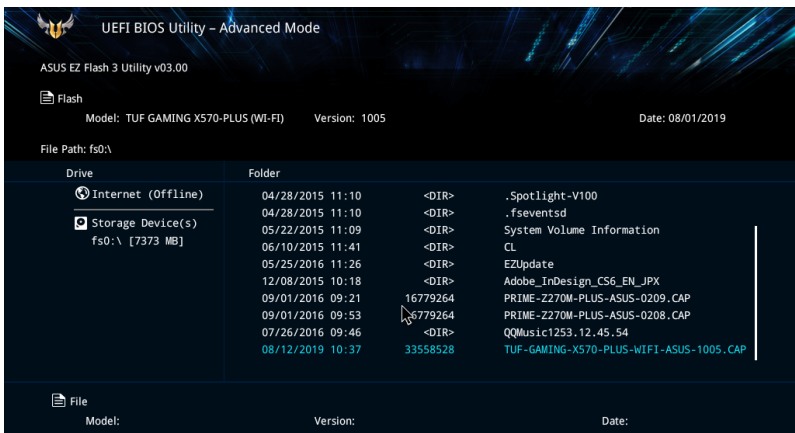 UEFI BIOS Utility – Advanced Mode
ASUS EZ Flash 3 Utility v03.00
Flash
Model: TUF GAMING X570-PLUS (WI-FI) Version: 1005 Date: 08/01/2019
File Path: fs0:\
Drive Folder
Internet (Offline)
Storage Device(s)
fs0:\ [7373 MB]
04/28/2015 11:10 <DIR> .Spotlight-V100
04/28/2015 11:10 <DIR> .fseventsd
05/22/2015 11:09 <DIR> System Volume Information
06/10/2015 11:41 <DIR> CL
05/25/2016 11:26 <DIR> EZUpdate
12/08/2015 10:18 <DIR> Adobe_InDesign_CS6_EN_JPX
09/01/2016 09:21 16779264 PRIME-Z270M-PLUS-ASUS-0209.CAP
09/01/2016 09:53 PRIME-Z270M-PLUS-ASUS-0208.CAP
07/26/2016 09:46 <DIR> QQMusic1253.12.45.54
08/12/2019 10:37 33558528 TUF-GAMING-X570-PLUS-WIFI-ASUS-1005.CAP
File
Model: Version: Date: